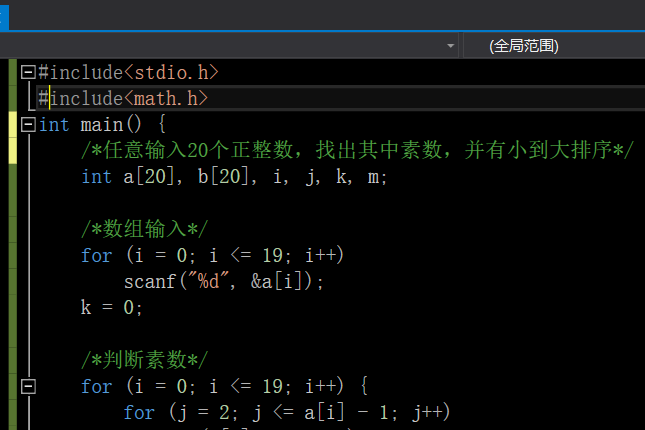 (全局范围)
#include<stdio.h>
#include<math.h>
int main() {
/*任意输入20个正整数，找出其中素数，并有小到大排序*/
int a[20], b[20], i, j, k, m;
/*数组输入*/
for (i = 0; i <= 19; i++)
scanf("%d", &a[i]);
k = 0;
/*判断素数*/
for (i = 0; i <= 19; i++) {
for (j = 2; j <= a[i] - 1; j++)